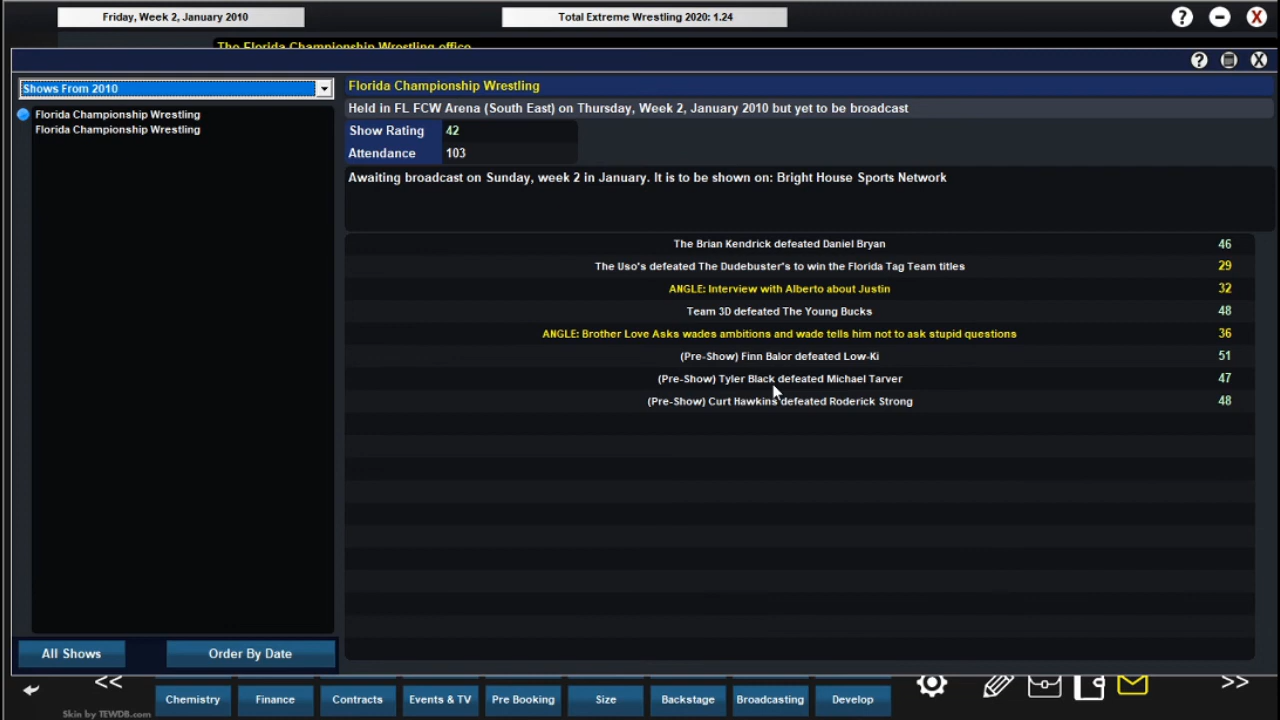 Friday, Week 2, January 2010
Total Extreme Wrestling 2020: 1.24
The Florida Championship Wrestling office
Shows From 2010
Florida Championship Wrestling
Florida Championship Wrestling
Florida Championship Wrestling
Held in FL FCW Arena (South East) on Thursday, Week 2, January 2010 but yet to be broadcast
Show Rating 42
Attendance 103
Awaiting broadcast on Sunday, week 2 in January. It is to be shown on: Bright House Sports Network
The Brian Kendrick defeated Daniel Bryan 46
The Uso's defeated The Dudebuster's to win the Florida Tag Team titles 29
ANGLE: Interview with Alberto about Justin 32
Team 3D defeated The Young Bucks 48
ANGLE: Brother Love Asks wades ambitions and wade tells him not to ask stupid questions 36
(Pre-Show) Finn Balor defeated Low-Ki 51
(Pre-Show) Tyler Black defeated Michael Tarver 47
(Pre-Show) Curt Hawkins defeated Roderick Strong 48
All Shows
Order By Date
<<
Chemistry
Finance
Contracts
Events & TV
Pre Booking
Size
Backstage
Broadcasting
Develop
>>
Skin by TEWDB.com